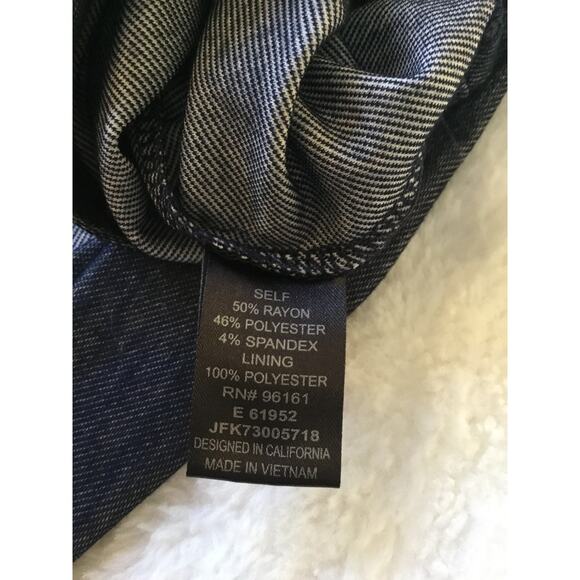 SELF
50% RAYON
46% POLYESTER
4% SPANDEX
LINING
100% POLYESTER
RN# 96161
E 61952
JFK73005718
DESIGNED IN CALIFORNIA
MADE IN VIETNAM